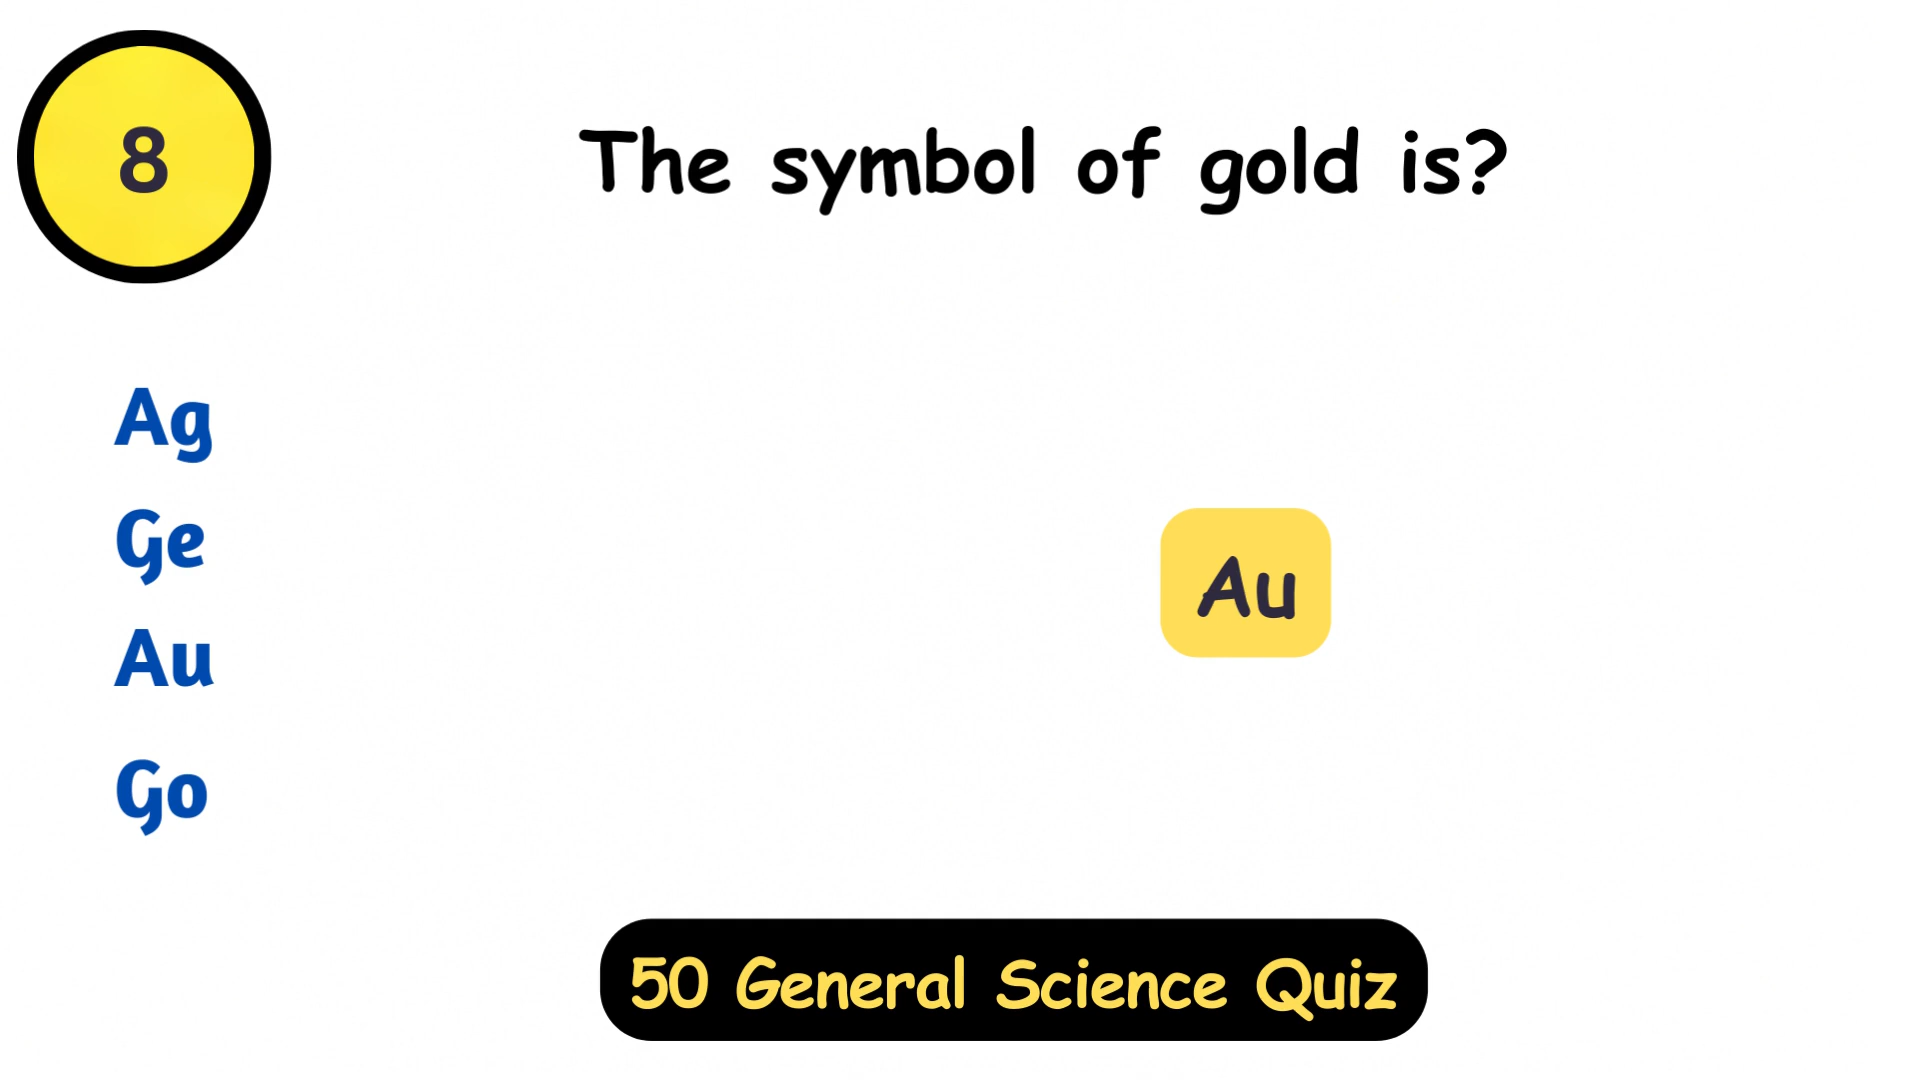 8
The symbol of gold is?
Ag
Ge
Au
Go
Au
50 General Science Quiz